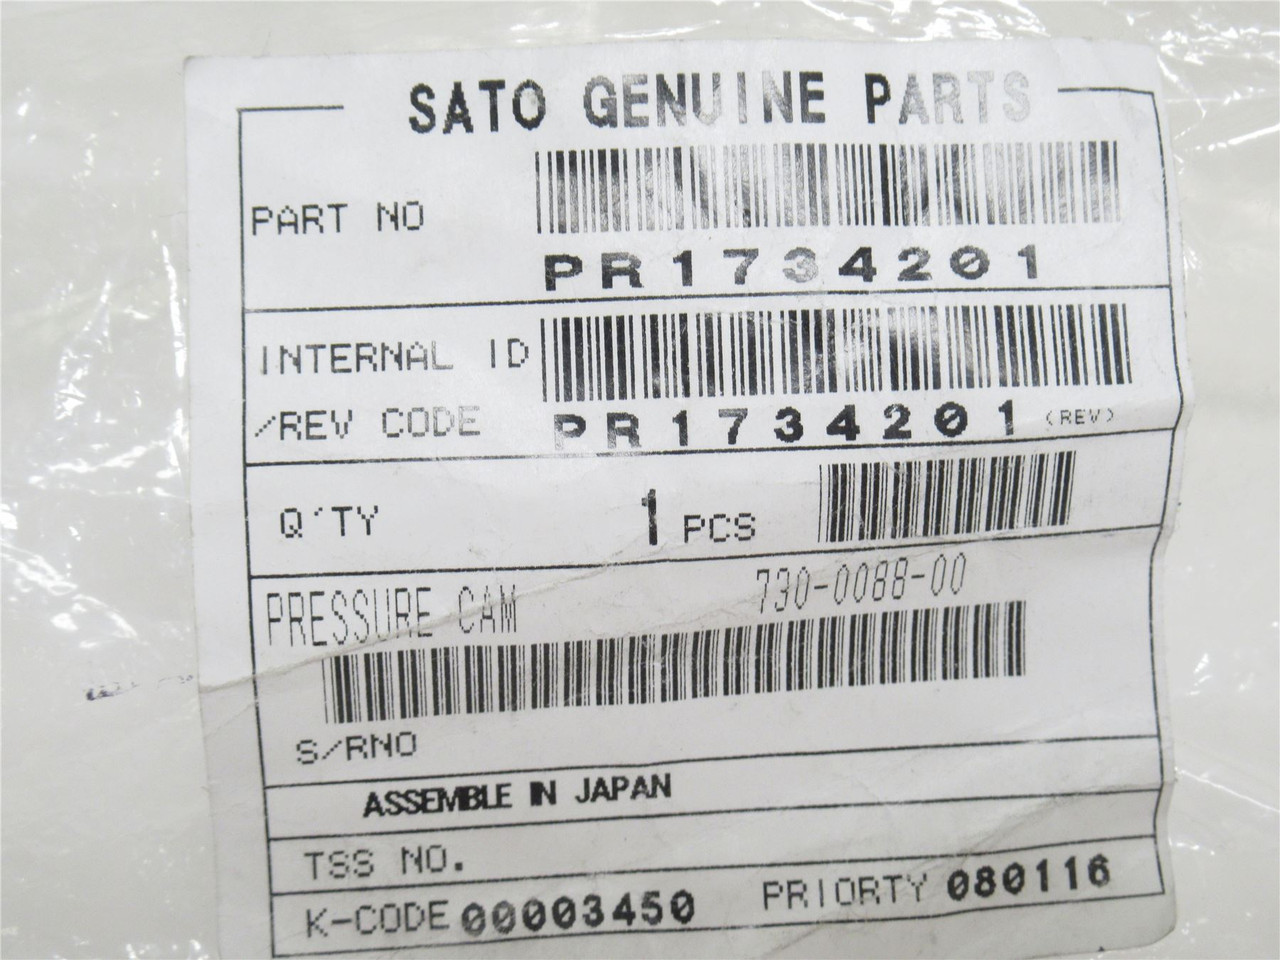 SATO GENUINE PARTS
PART NO
PR1734201
INTERNAL ID
/REV CODE PR1734201 (REV)
Q'TY 1 PCS
PRESSURE CAM 730-0088-00
S/RNO
ASSEMBLE IN JAPAN
TSS NO.
K-CODE 00003450 PRIORTY 080116